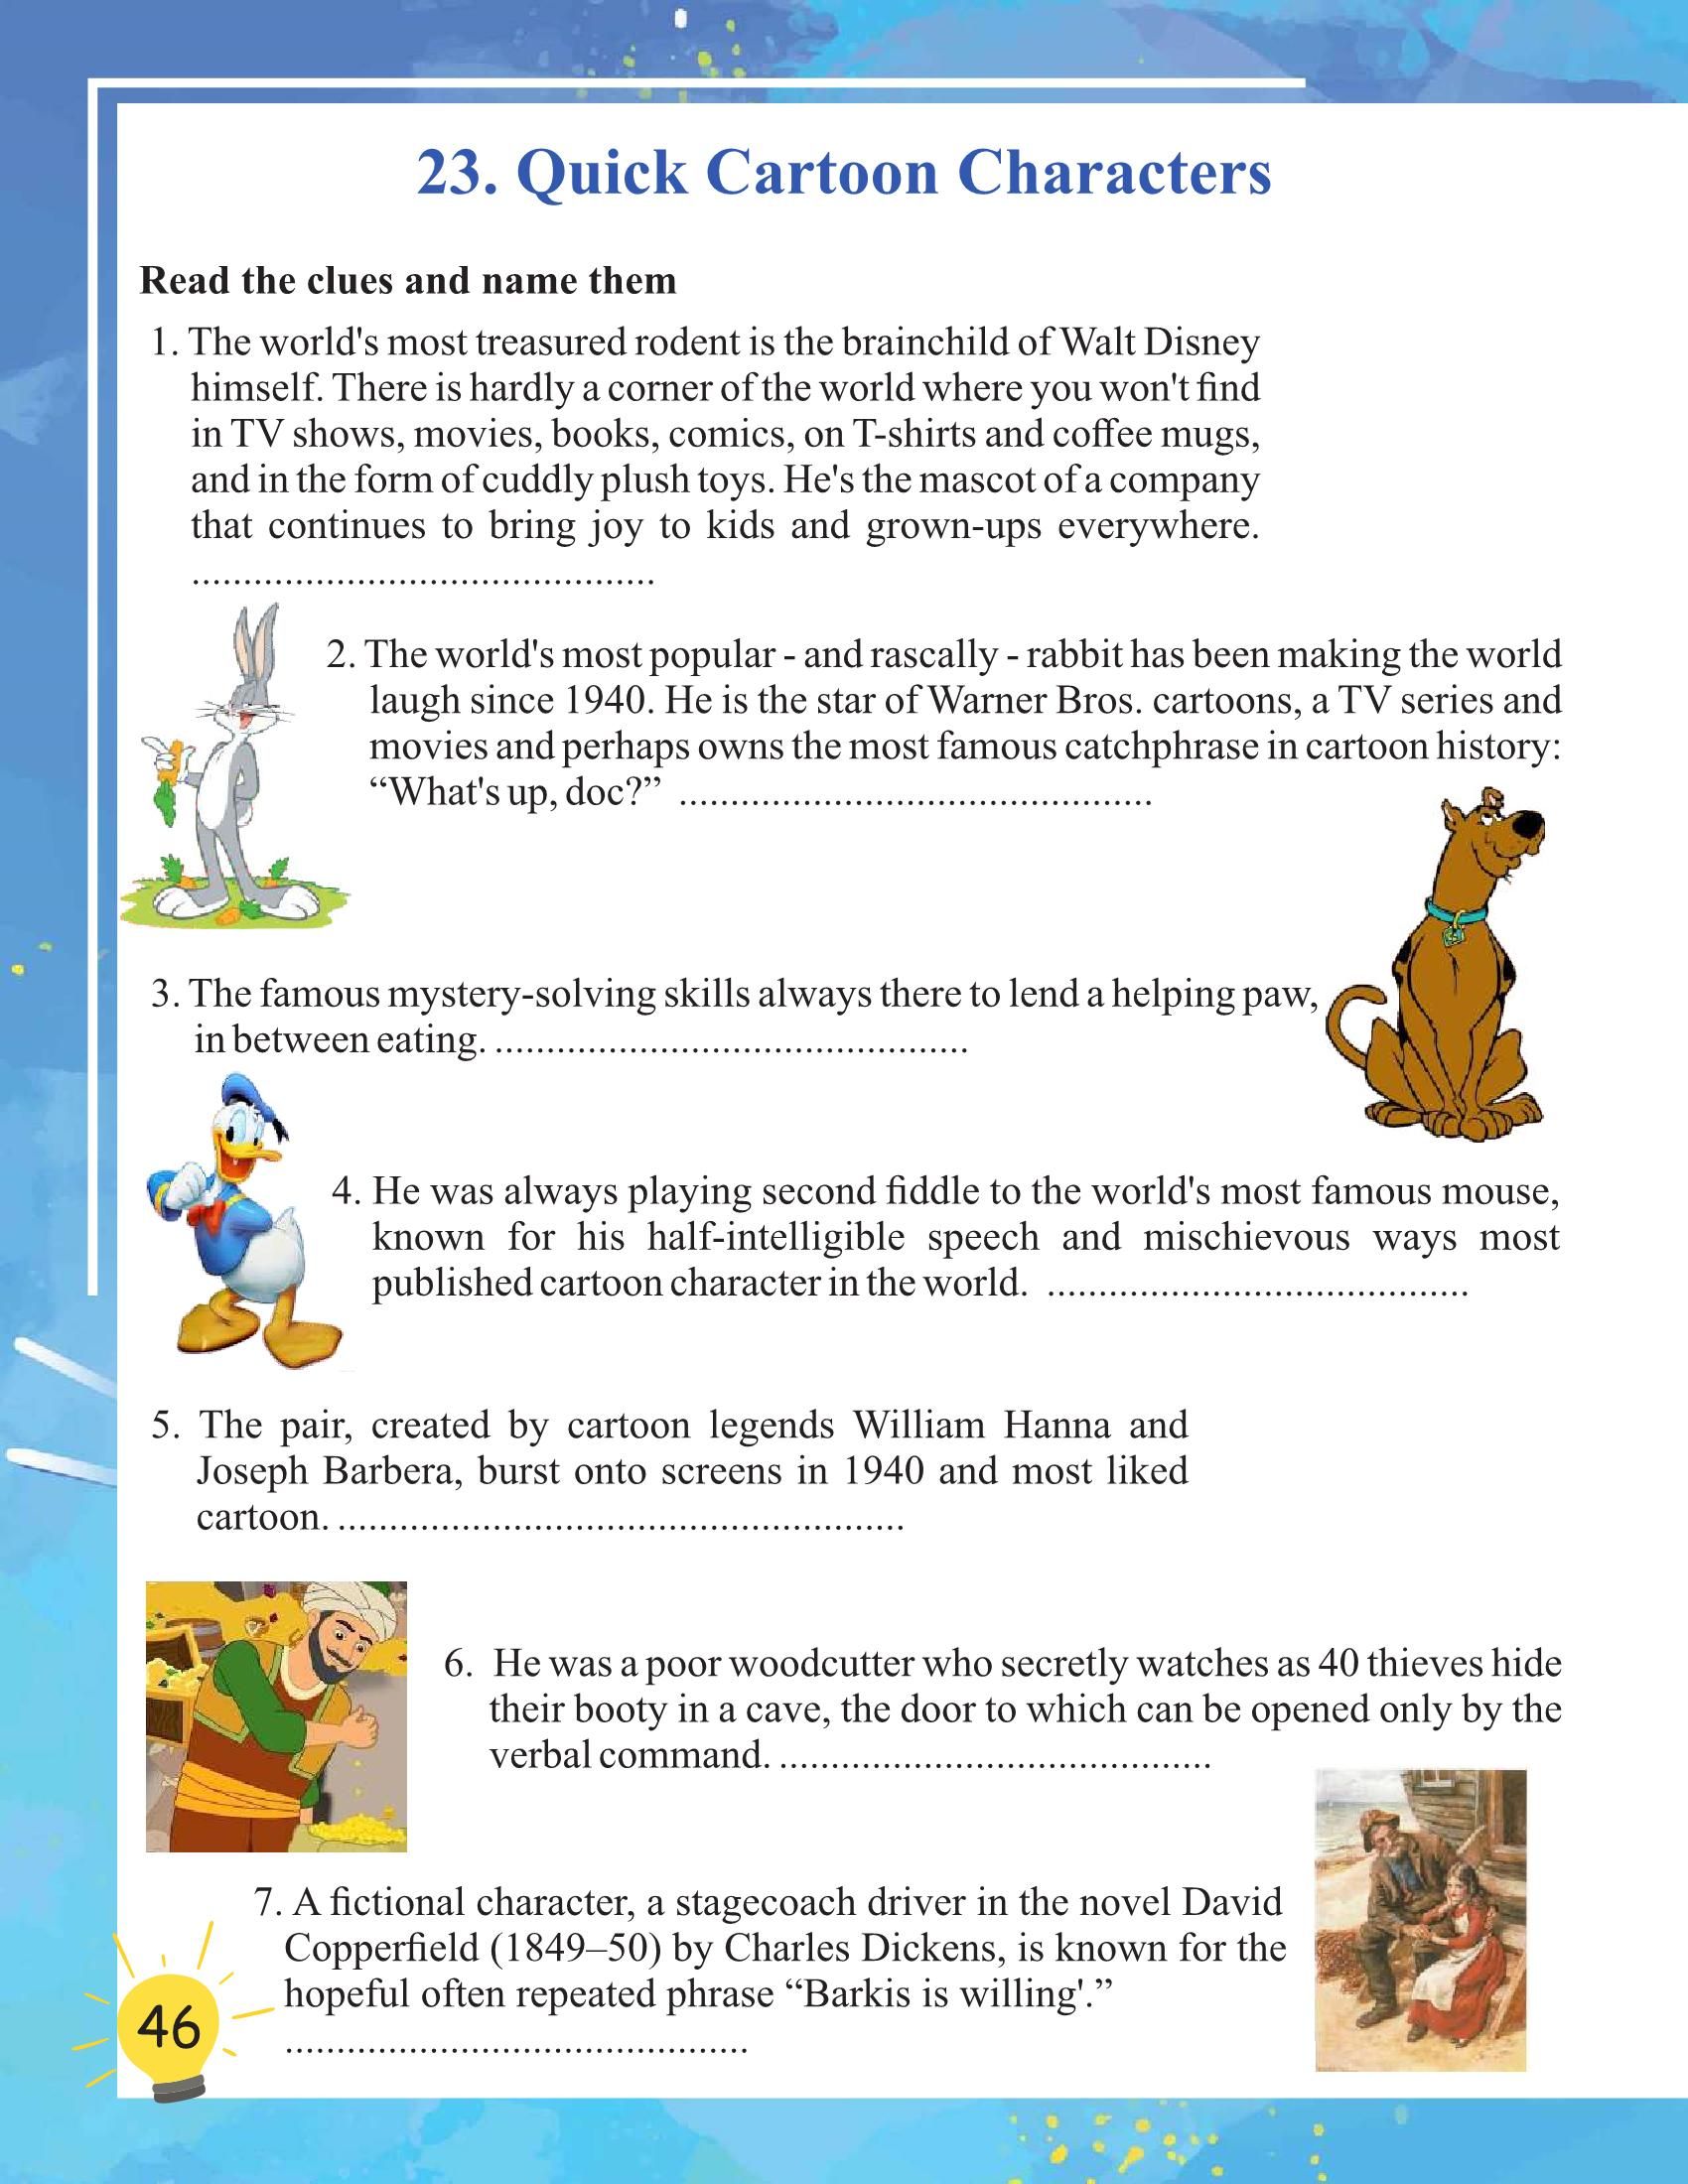 23. Quick Cartoon Characters
Read the clues and name them
1. The world's most treasured rodent is the brainchild of Walt Disney
himself. There is hardly a corner of the world where you won't find
in TV shows, movies, books, comics, on T-shirts and coffee mugs,
and in the form of cuddly plush toys. He's the mascot of a company
that continues to bring joy to kids and grown-ups everywhere.
.............................................
2. The world's most popular - and rascally - rabbit has been making the world
laugh since 1940. He is the star of Warner Bros. cartoons, a TV series and
movies and perhaps owns the most famous catchphrase in cartoon history:
“What's up, doc?” ..............................................
3. The famous mystery-solving skills always there to lend a helping paw,
in between eating. ..............................................
4. He was always playing second fiddle to the world's most famous mouse,
known for his half-intelligible speech and mischievous ways most
published cartoon character in the world. .........................................
5. The pair, created by cartoon legends William Hanna and
Joseph Barbera, burst onto screens in 1940 and most liked
cartoon. .......................................................
6. He was a poor woodcutter who secretly watches as 40 thieves hide
their booty in a cave, the door to which can be opened only by the
verbal command. ..........................................
7. A fictional character, a stagecoach driver in the novel David
Copperfield (1849–50) by Charles Dickens, is known for the
hopeful often repeated phrase “Barkis is willing'.”
.............................................
46